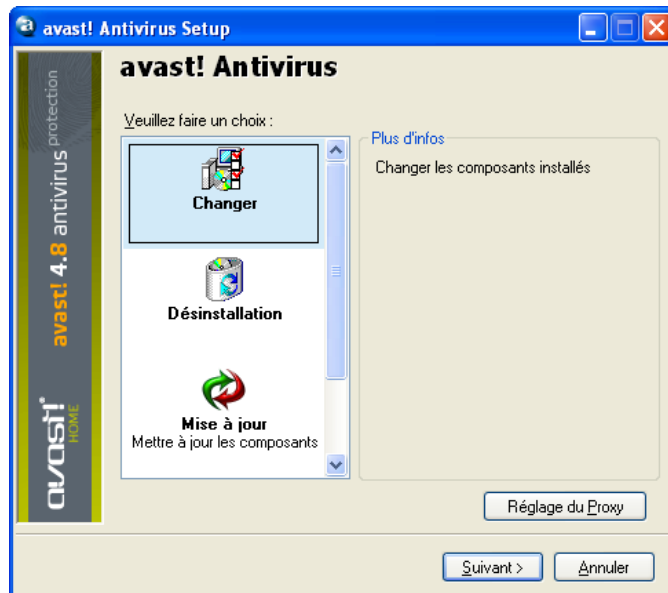 avast! Antivirus Setup
avast! Antivirus
Veuillez faire un choix :
Changer
Désinstallation
Mise à jour
Mettre à jour les composants
Plus d'infos
Changer les composants installés
Réglage du Proxy
Suivant >
Annuler
avast! 4.8 antivirus protection
avast!
HOME